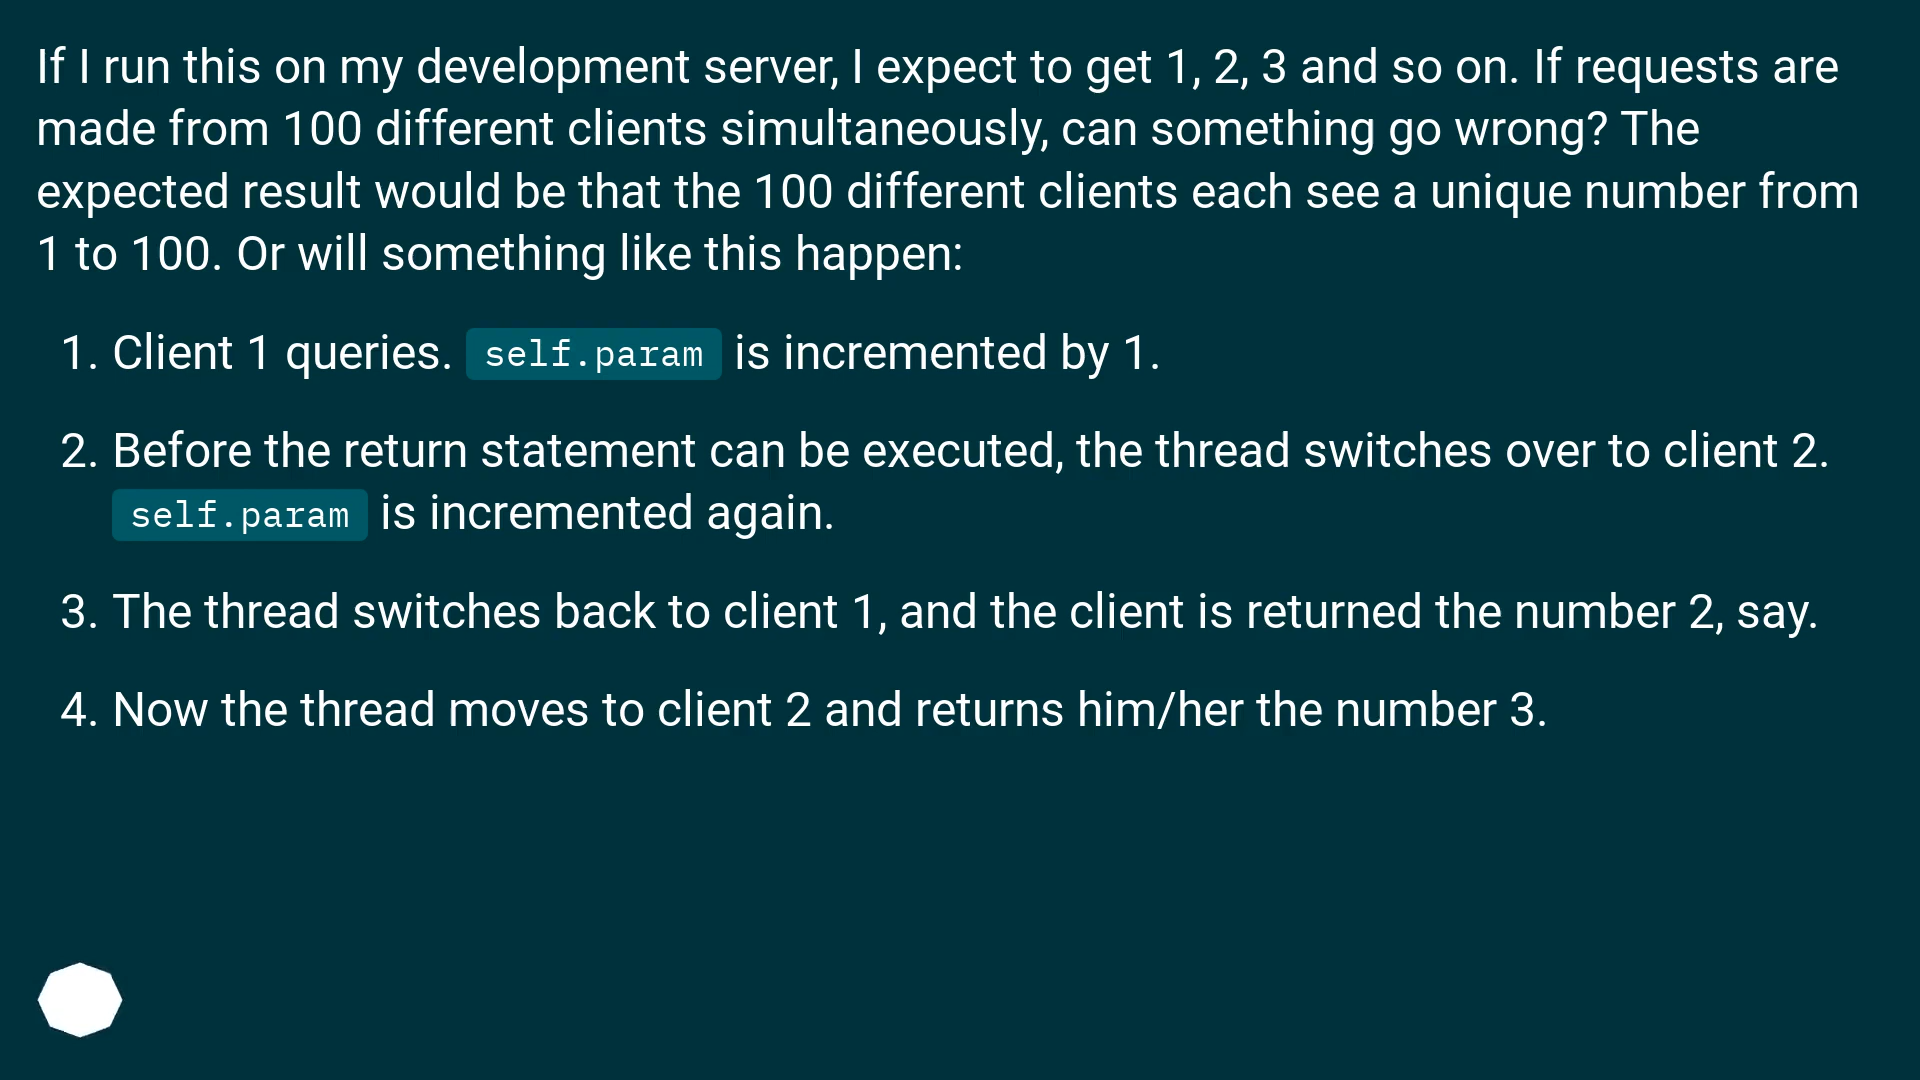 If I run this on my development server, I expect to get 1, 2, 3 and so on. If requests are
made from 100 different clients simultaneously, can something go wrong? The
expected result would be that the 100 different clients each see a unique number from
1 to 100. Or will something like this happen:
1. Client 1 queries. self.param is incremented by 1.
2. Before the return statement can be executed, the thread switches over to client 2.
self.param is incremented again.
3. The thread switches back to client 1, and the client is returned the number 2, say.
4. Now the thread moves to client 2 and returns him/her the number 3.